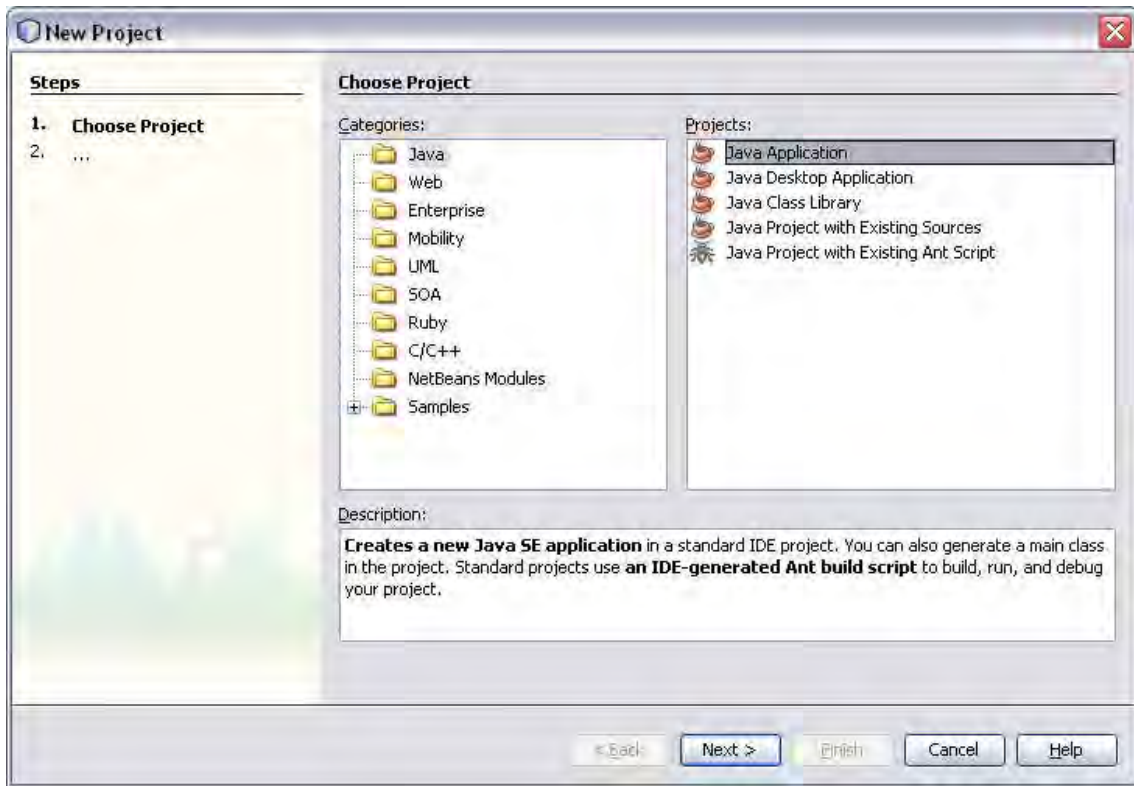 New Project
Steps
1. Choose Project
2. ...
Choose Project
Categories:
Java
Web
Enterprise
Mobility
UML
SOA
Ruby
C/C++
NetBeans Modules
Samples
Projects:
Java Application
Java Desktop Application
Java Class Library
Java Project with Existing Sources
Java Project with Existing Ant Script
Description:
Creates a new Java SE application in a standard IDE project. You can also generate a main class
in the project. Standard projects use an IDE-generated Ant build script to build, run, and debug
your project.
< Back
Next >
Finish
Cancel
Help